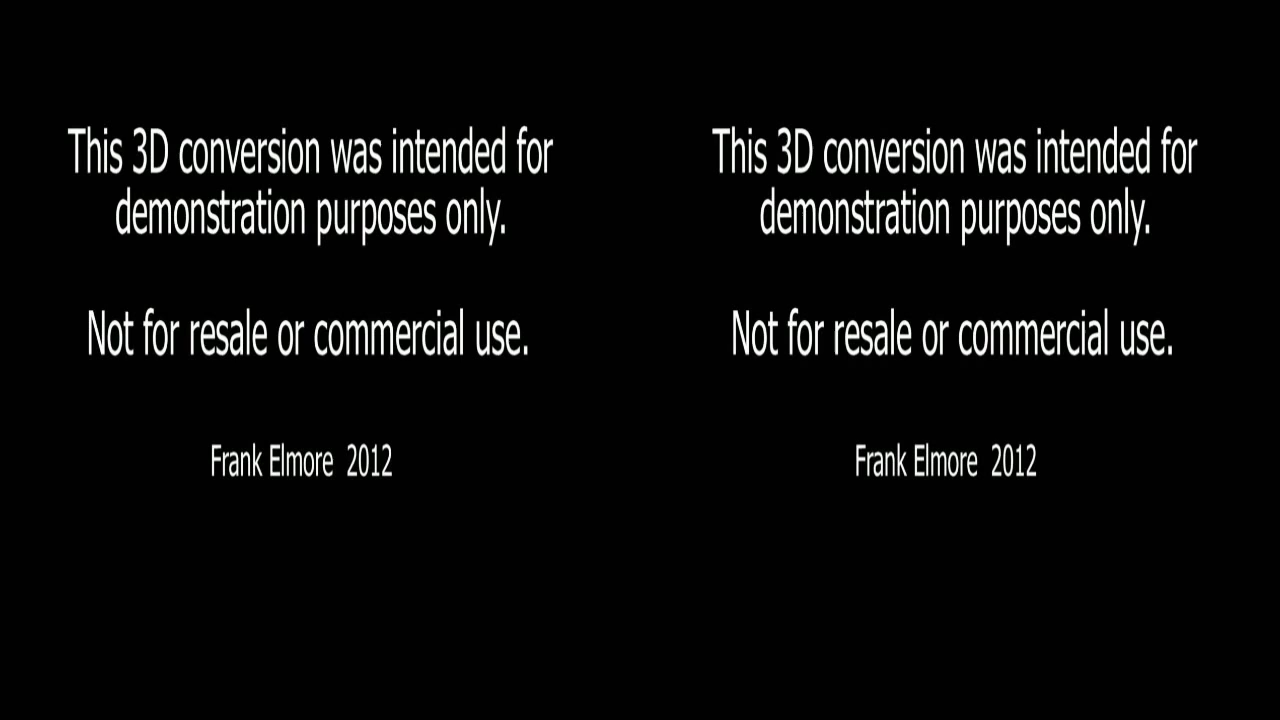 This 3D conversion was intended for
demonstration purposes only.
Not for resale or commercial use.
Frank Elmore 2012
This 3D conversion was intended for
demonstration purposes only.
Not for resale or commercial use.
Frank Elmore 2012